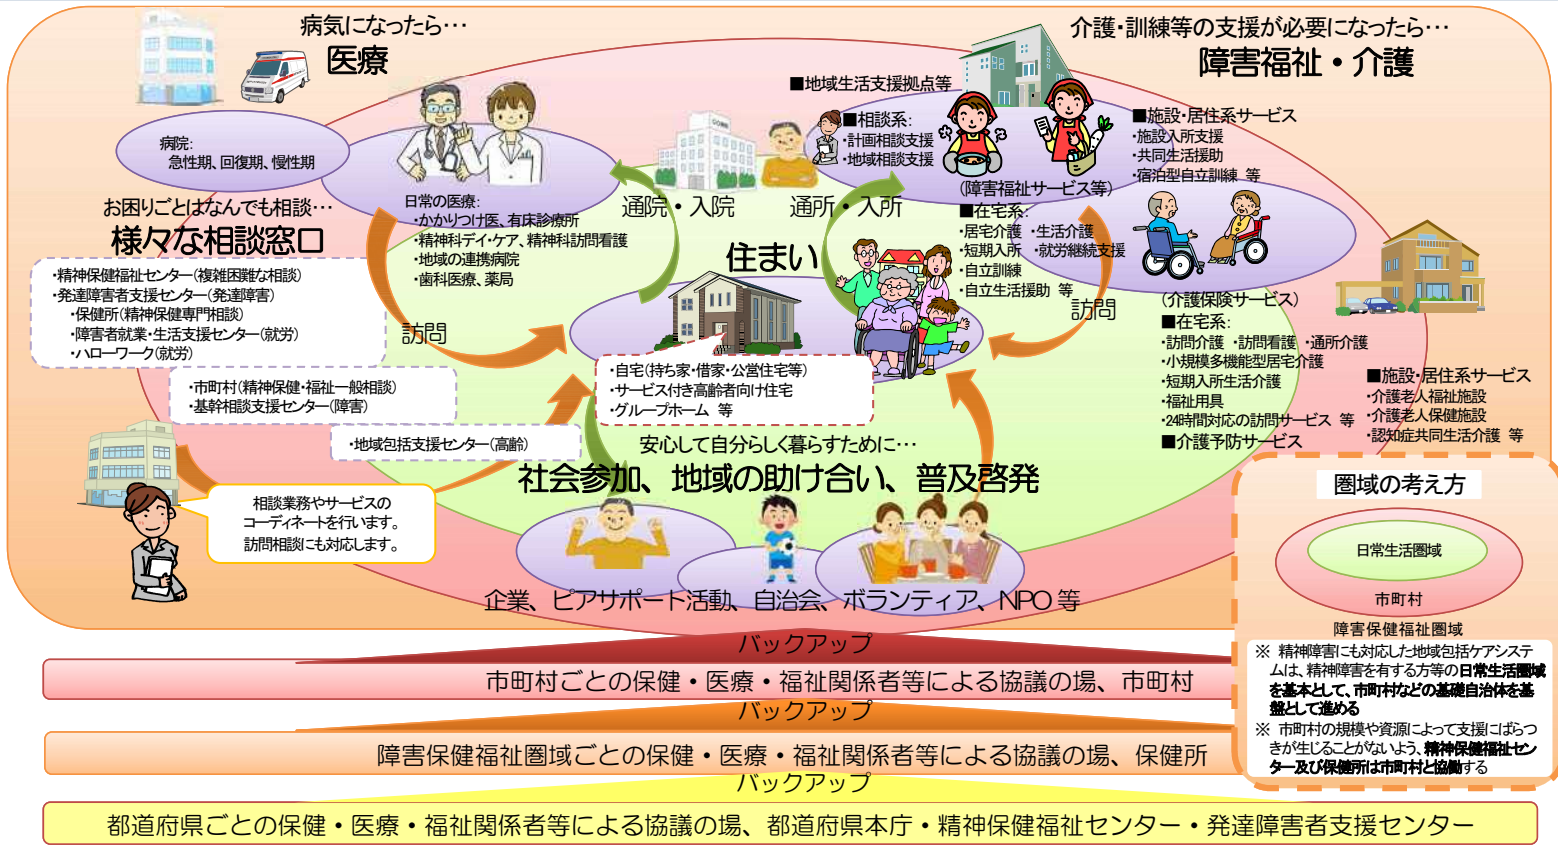 病気になったら…
医療
病院:
急性期、回復期、慢性期
日常の医療:
・かかりつけ医、有床診療所
・精神科デイ・ケア、精神科訪問看護
・地域の連携病院
・歯科医療、薬局
お困りごとはなんでも相談…
様々な相談窓口
・精神保健福祉センター(複雑困難な相談)
・発達障害者支援センター(発達障害)
・保健所(精神保健専門相談)
・障害者就業・生活支援センター(就労)
・ハローワーク(就労)
・市町村(精神保健・福祉一般相談)
・基幹相談支援センター(障害)
・地域包括支援センター(高齢)
相談業務やサービスの
コーディネートを行います。
訪問相談にも対応します。
訪問
通院・入院
通所・入所
訪問
住まい
・自宅(持ち家・借家・公営住宅等)
・サービス付き高齢者向け住宅
・グループホーム 等
介護・訓練等の支援が必要になったら…
障害福祉・介護
■地域生活支援拠点等
■相談系:
・計画相談支援
・地域相談支援
■施設・居住系サービス
・施設入所支援
・共同生活援助
・宿泊型自立訓練 等
(障害福祉サービス等)
■在宅系:
・居宅介護 ・生活介護
・短期入所 ・就労継続支援
・自立訓練
・自立生活援助 等
(介護保険サービス)
■在宅系:
・訪問介護 ・訪問看護 ・通所介護
・小規模多機能型居宅介護
・短期入所生活介護
・福祉用具
・24時間対応の訪問サービス 等
■介護予防サービス
■施設・居住系サービス
・介護老人福祉施設
・介護老人保健施設
・認知症共同生活介護 等
安心して自分らしく暮らすために…
社会参加、地域の助け合い、普及啓発
企業、ピアサポート活動、自治会、ボランティア、NPO 等
圏域の考え方
日常生活圏域
市町村
障害保健福祉圏域
※ 精神障害にも対応した地域包括ケアシステ
ムは、精神障害を有する方等の日常生活圏域
を基本として、市町村などの基礎自治体を基
盤として進める
※ 市町村の規模や資源によって支援にばらつ
きが生じることがないよう、精神保健福祉セン
ター及び保健所は市町村と協働する
バックアップ
市町村ごとの保健・医療・福祉関係者等による協議の場、市町村
バックアップ
障害保健福祉圏域ごとの保健・医療・福祉関係者等による協議の場、保健所
バックアップ
都道府県ごとの保健・医療・福祉関係者等による協議の場、都道府県本庁・精神保健福祉センター・発達障害者支援センター